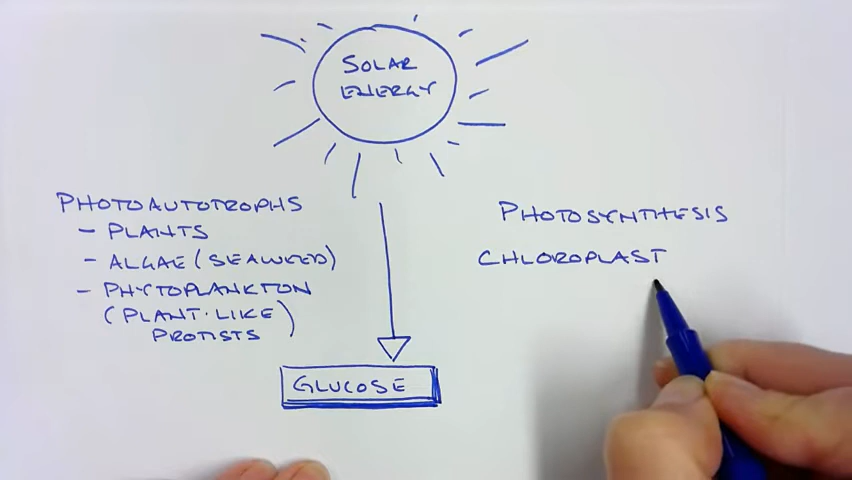 SOLAR
ENERGY
PHOTOAUTOTROPHS
- PLANTS
- ALGAE (SEAWEED)
- PHYTOPLANKTON
(PLANT-LIKE)
PROTISTS
PHOTOSYNTHESIS
CHLOROPLAST
GLUCOSE